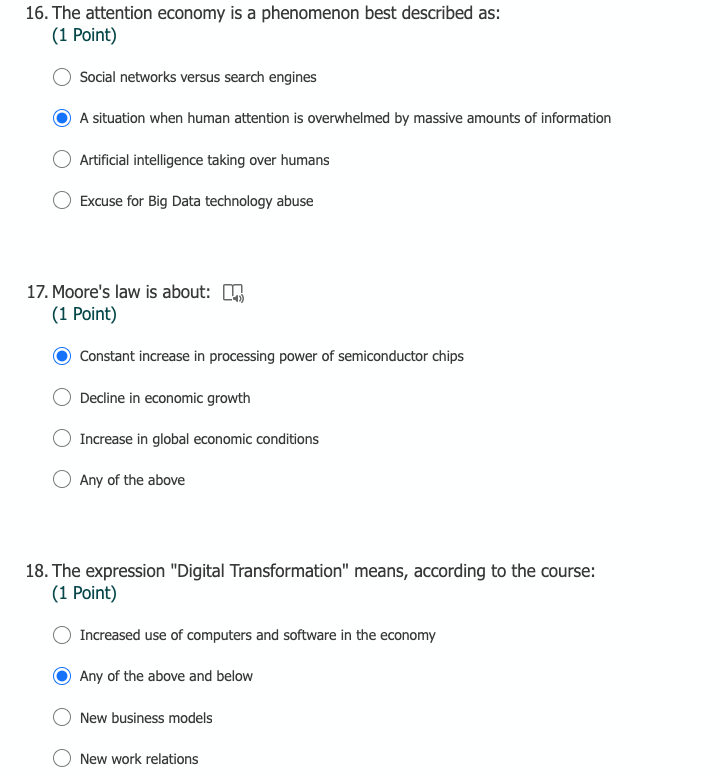 16. The attention economy is a phenomenon best described as:
(1 Point)
Social networks versus search engines
A situation when human attention is overwhelmed by massive amounts of information
Artificial intelligence taking over humans
Excuse for Big Data technology abuse
17. Moore's law is about:
(1 Point)
Constant increase in processing power of semiconductor chips
Decline in economic growth
Increase in global economic conditions
Any of the above
18. The expression "Digital Transformation" means, according to the course:
(1 Point)
Increased use of computers and software in the economy
Any of the above and below
New business models
New work relations